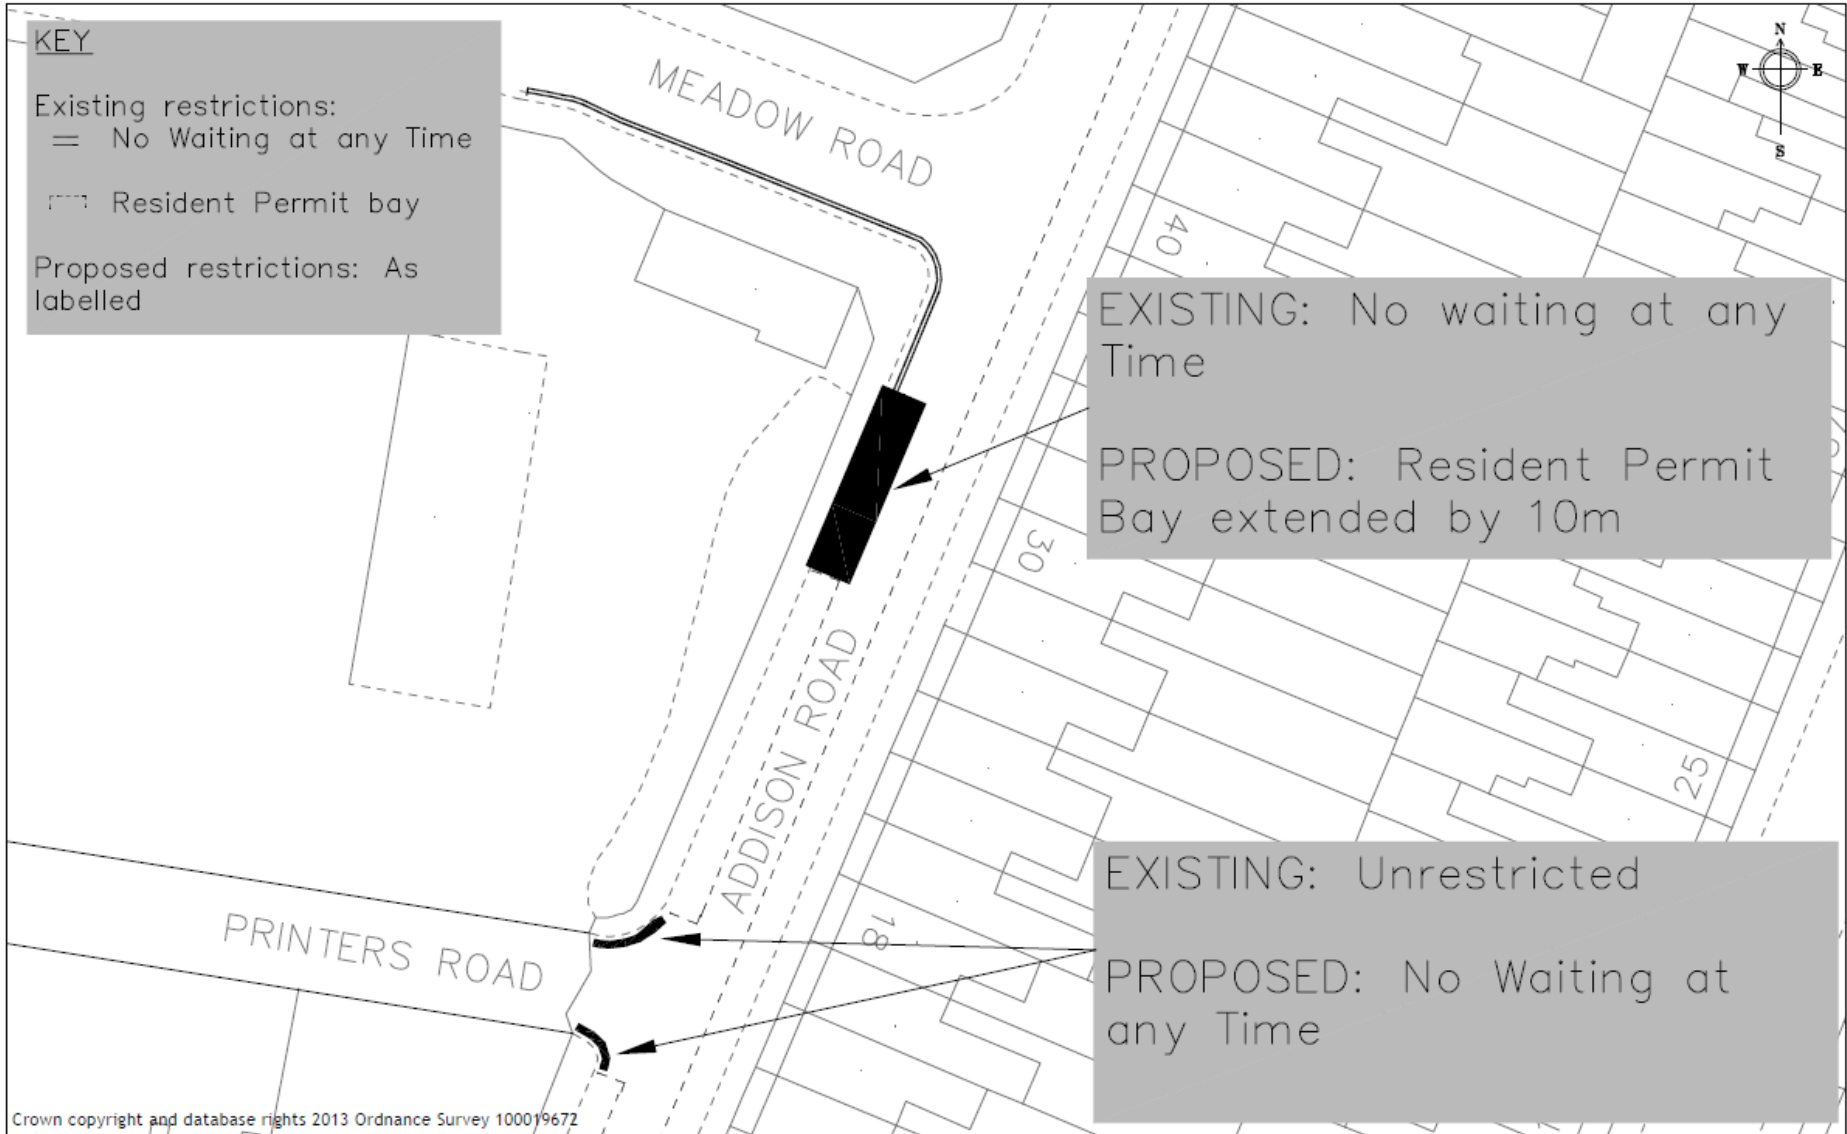 KEY
Existing restrictions:
No Waiting at any Time
Resident Permit bay
Proposed restrictions: As
labelled
MEADOW ROAD
N
W E
S
40
EXISTING: No waiting at any
Time
PROPOSED: Resident Permit
Bay extended by 10m
30
ADDISON ROAD
25
18
PRINTERS ROAD
EXISTING: Unrestricted
PROPOSED: No Waiting at
any Time
Crown copyright and database rights 2013 Ordnance Survey 100019672